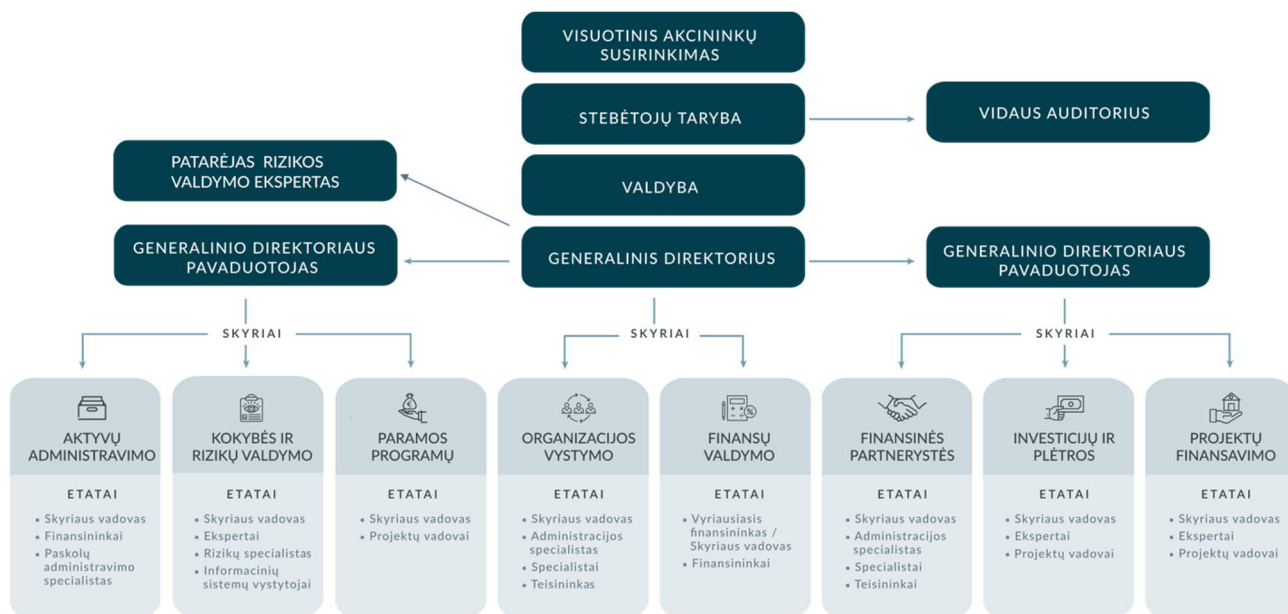 VISUOTINIS AKCININKŲ
SUSIRINKIMAS
STEBĖTOJŲ TARYBA
VIDAUS AUDITORIUS
PATARĖJAS RIZIKOS
VALDYMO EKSPERTAS
VALDYBA
GENERALINIO DIREKTORIAUS
PAVADUOTOJAS
GENERALINIS DIREKTORIUS
GENERALINIO DIREKTORIAUS
PAVADUOTOJAS
SKYRIAI
SKYRIAI
SKYRIAI
AKTYVŲ
ADMINISTRAVIMO
ETATAI
• Skyriaus vadovas
• Finansininkai
• Paskolų
administravimo
specialistas
KOKYBĖS IR
RIZIKŲ VALDYMO
ETATAI
• Skyriaus vadovas
• Ekspertai
• Rizikų specialistas
• Informacinių
sistemų vystytojai
PARAMOS
PROGRAMŲ
ETATAI
• Skyriaus vadovas
• Projektų vadovai
ORGANIZACIJOS
VYSTYMO
ETATAI
• Skyriaus vadovas
• Administracijos
specialistas
• Specialistai
• Teisininkas
FINANSŲ
VALDYMO
ETATAI
• Vyriausiasis
finansininkas /
Skyriaus vadovas
• Finansininkai
FINANSINĖS
PARTNERYSTĖS
ETATAI
• Skyriaus vadovas
• Administracijos
specialistas
• Specialistai
• Teisininkai
INVESTICIJŲ IR
PLĖTROS
ETATAI
• Skyriaus vadovas
• Ekspertai
• Projektų vadovai
PROJEKTŲ
FINANSAVIMO
ETATAI
• Skyriaus vadovas
• Ekspertai
• Projektų vadovai